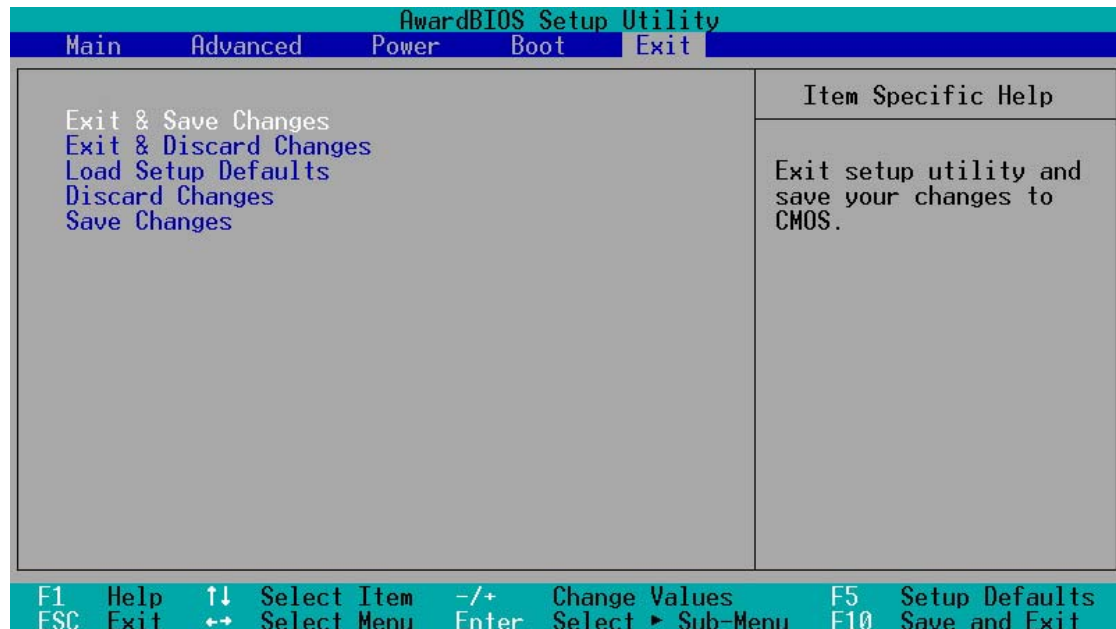 AwardBIOS Setup Utility
Main Advanced Power Boot Exit
Exit & Save Changes
Exit & Discard Changes
Load Setup Defaults
Discard Changes
Save Changes
Item Specific Help
Exit setup utility and
save your changes to
CMOS.
F1 Help ↑↓ Select Item -/+ Change Values F5 Setup Defaults
ESC Exit ←→ Select Menu Enter Select ► Sub-Menu F10 Save and Exit